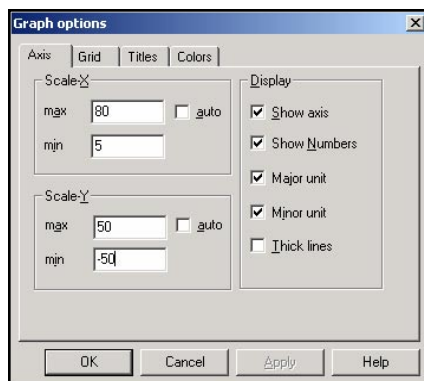 Graph options
Axis Grid Titles Colors
Scale-X
max 80 auto
min 5
Scale-Y
max 50 auto
min -50
Display
Show axis
Show Numbers
Major unit
Minor unit
Thick lines
OK Cancel Apply Help